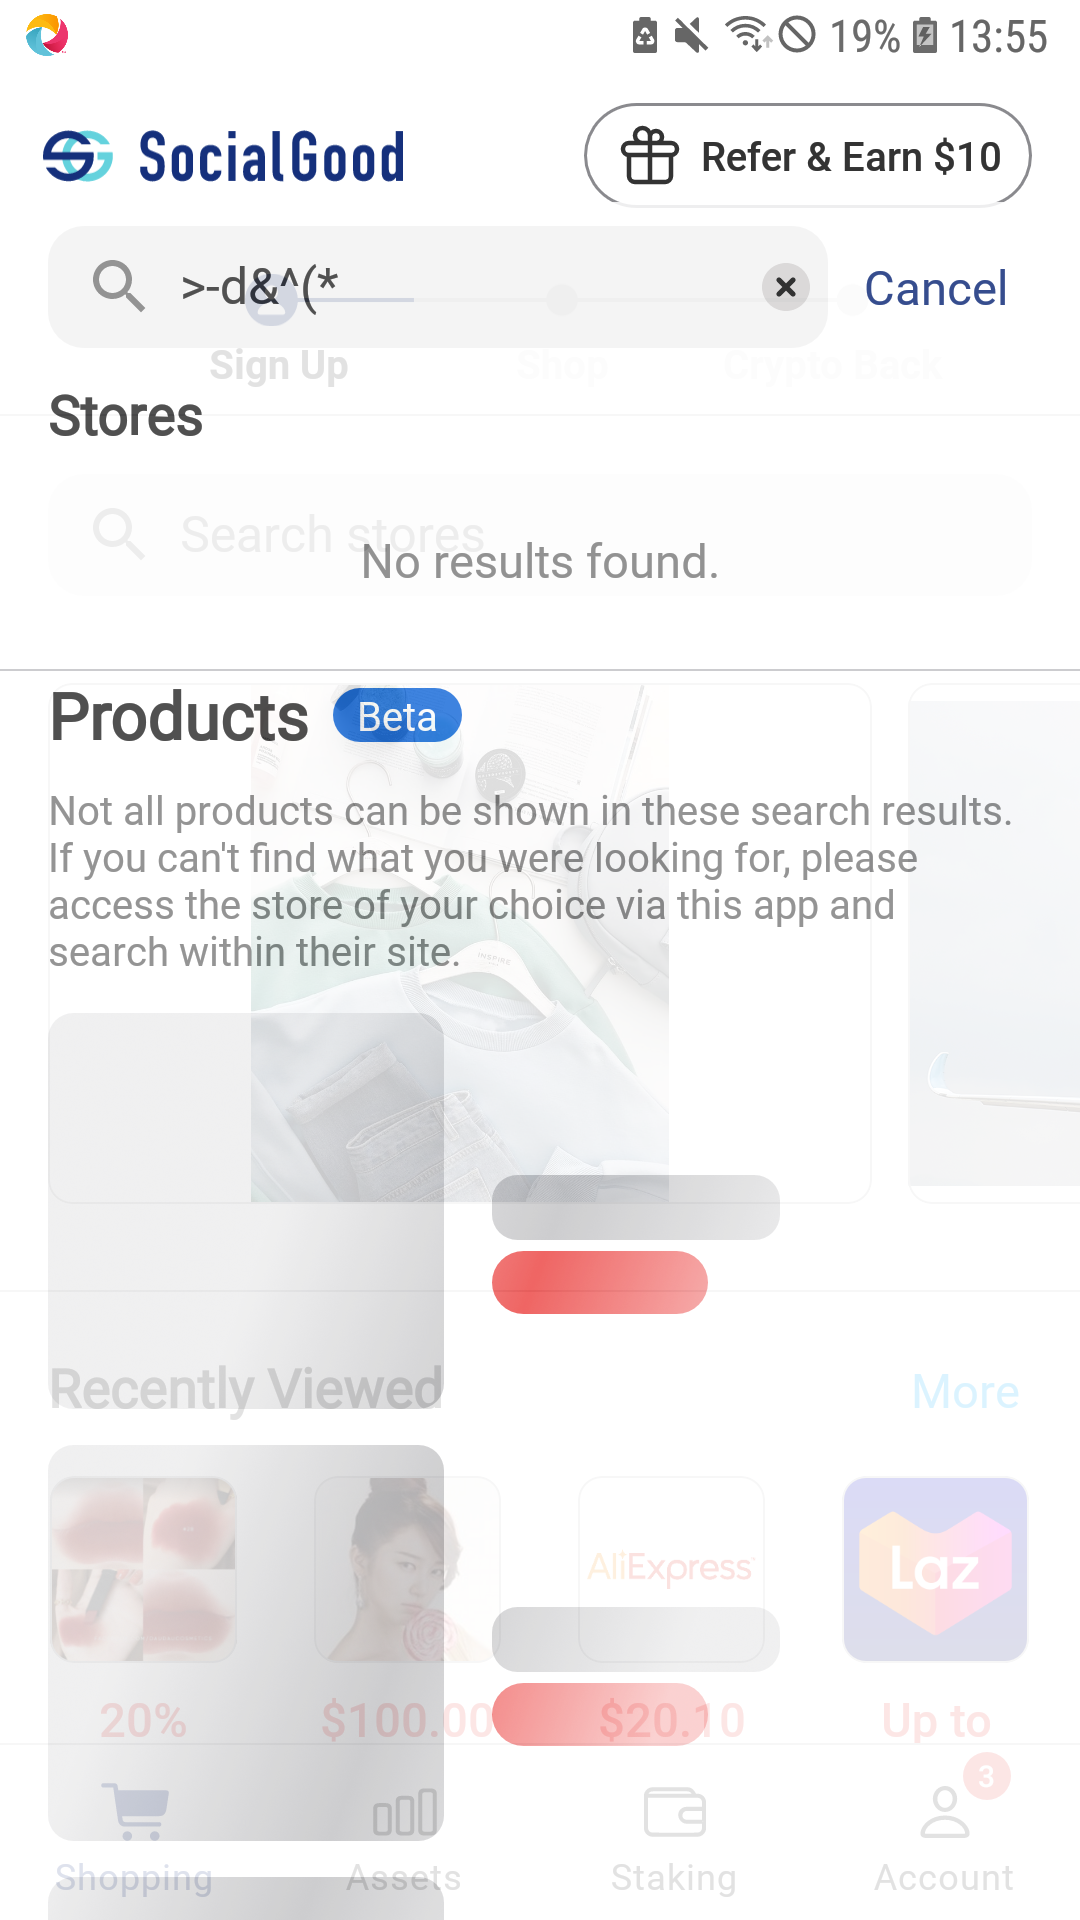 19% 13:55
SocialGood
Refer & Earn $10
>-d&^(*
Cancel
Sign Up Shop Crypto Back
Stores
Search stores
No results found.
Products Beta
Not all products can be shown in these search results.
If you can't find what you were looking for, please
access the store of your choice via this app and
search within their site.
INSPIRE
Recently Viewed More
AliExpress
Laz
20% $100.00 $20.10 Up to
3
Shopping Assets Staking Account